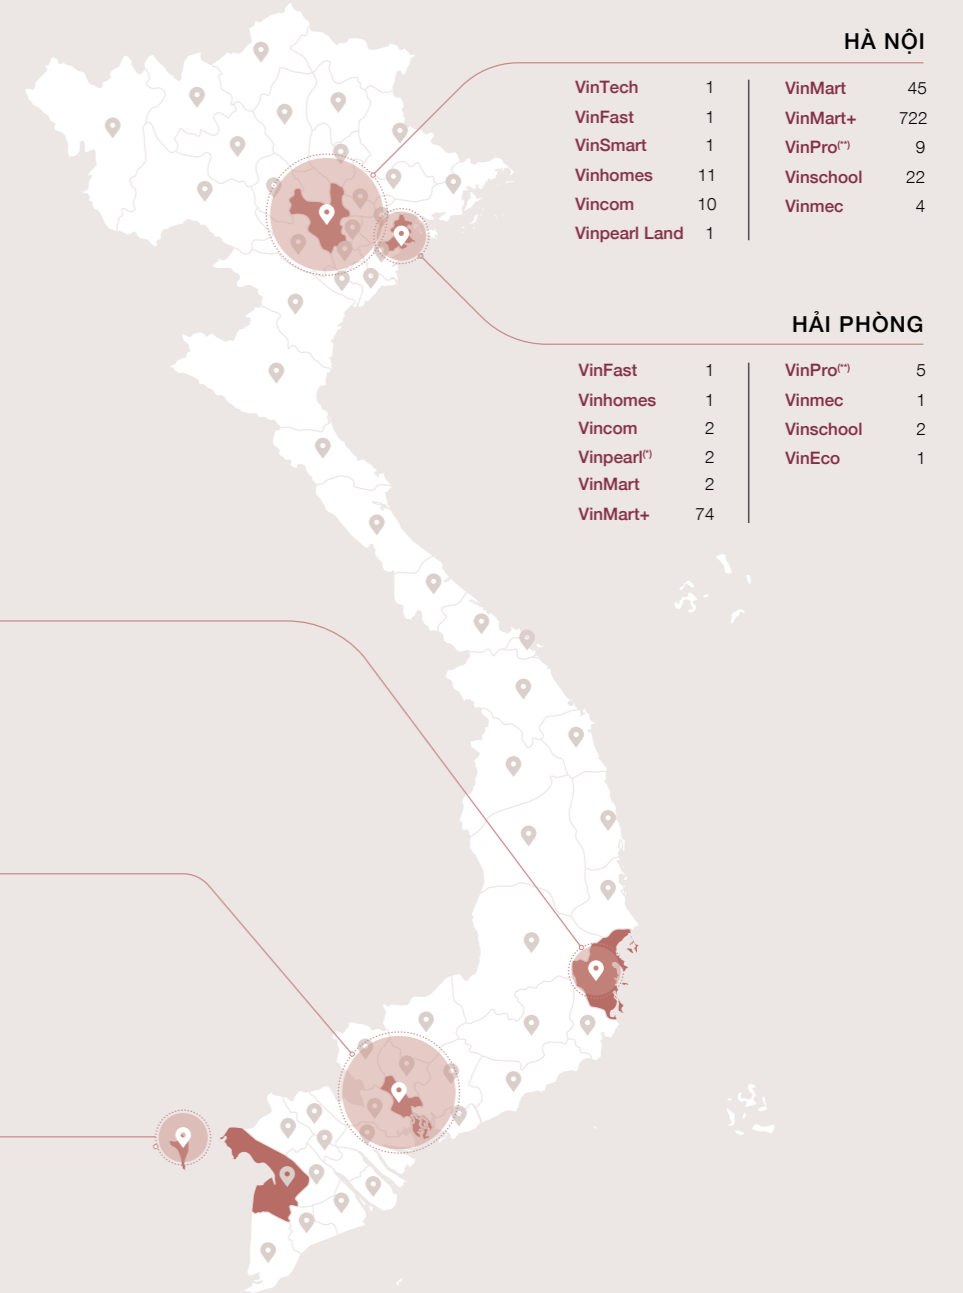 HÀ NỘI
VinTech 1
VinFast 1
VinSmart 1
Vinhomes 11
Vincom 10
Vinpearl Land 1
VinMart 45
VinMart+ 722
VinPro(**) 9
Vinschool 22
Vinmec 4
HẢI PHÒNG
VinFast 1
Vinhomes 1
Vincom 2
Vinpearl(*) 2
VinMart 2
VinMart+ 74
VinPro(**) 5
Vinmec 1
Vinschool 2
VinEco 1